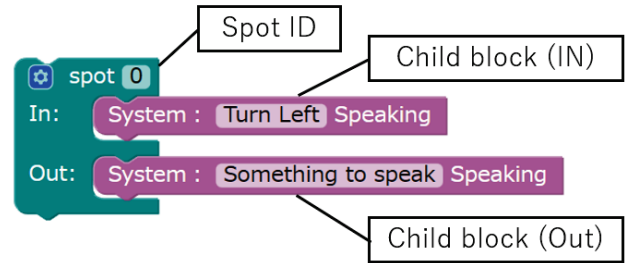 Spot ID
Child block (IN)
spot 0
In: System : Turn Left Speaking
Out: System : Something to speak Speaking
Child block (Out)